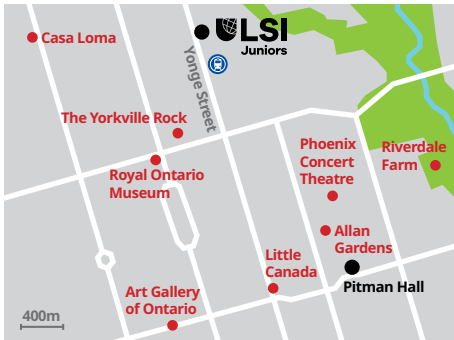 Casa Loma
ULSI
Juniors
Yonge Street
The Yorkville Rock
Royal Ontario
Museum
Phoenix
Concert
Theatre
Riverdale
Farm
Allan
Gardens
Little
Canada
Pitman Hall
Art Gallery
of Ontario
400m